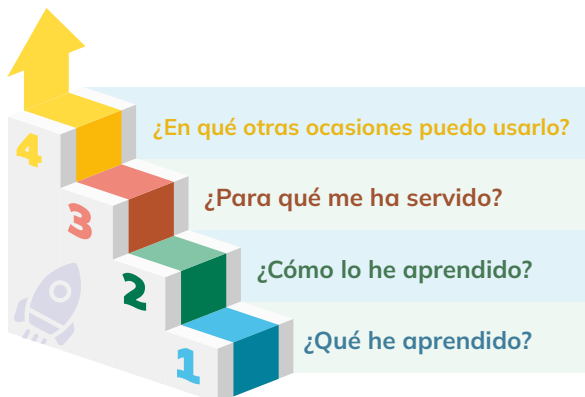 4 ¿En qué otras ocasiones puedo usarlo?
3 ¿Para qué me ha servido?
2 ¿Cómo lo he aprendido?
1 ¿Qué he aprendido?